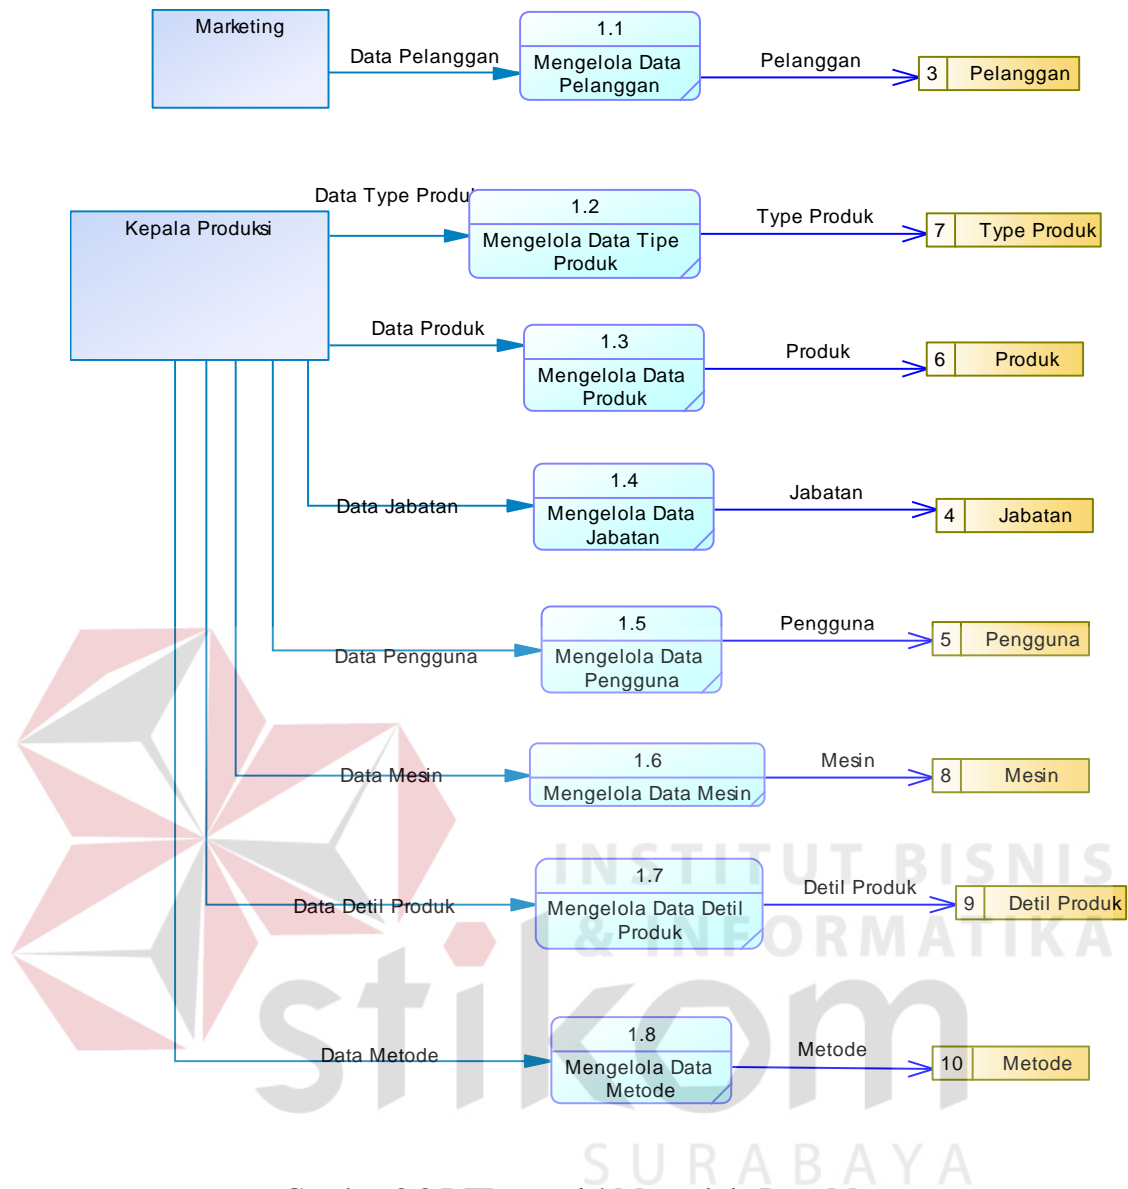 Marketing
Data Pelanggan
1.1
Mengelola Data
Pelanggan
Pelanggan
3 Pelanggan
Kepala Produksi
Data Type Produ
1.2
Mengelola Data Tipe
Produk
Type Produk
7 Type Produk
Data Produk
1.3
Mengelola Data
Produk
Produk
6 Produk
Data Jabatan
1.4
Mengelola Data
Jabatan
Jabatan
4 Jabatan
Data Pengguna
1.5
Mengelola Data
Pengguna
Pengguna
5 Pengguna
Data Mesin
1.6
Mengelola Data Mesin
Mesin
8 Mesin
INSTITUT BISNIS
Data Detil Produk
1.7
Mengelola Data Detil
Produk
Detil Produk
9 Detil Produk
& INFORMATIKA
stikom
Data Metode
1.8
Mengelola Data
Metode
Metode
10 Metode
SURABAYA